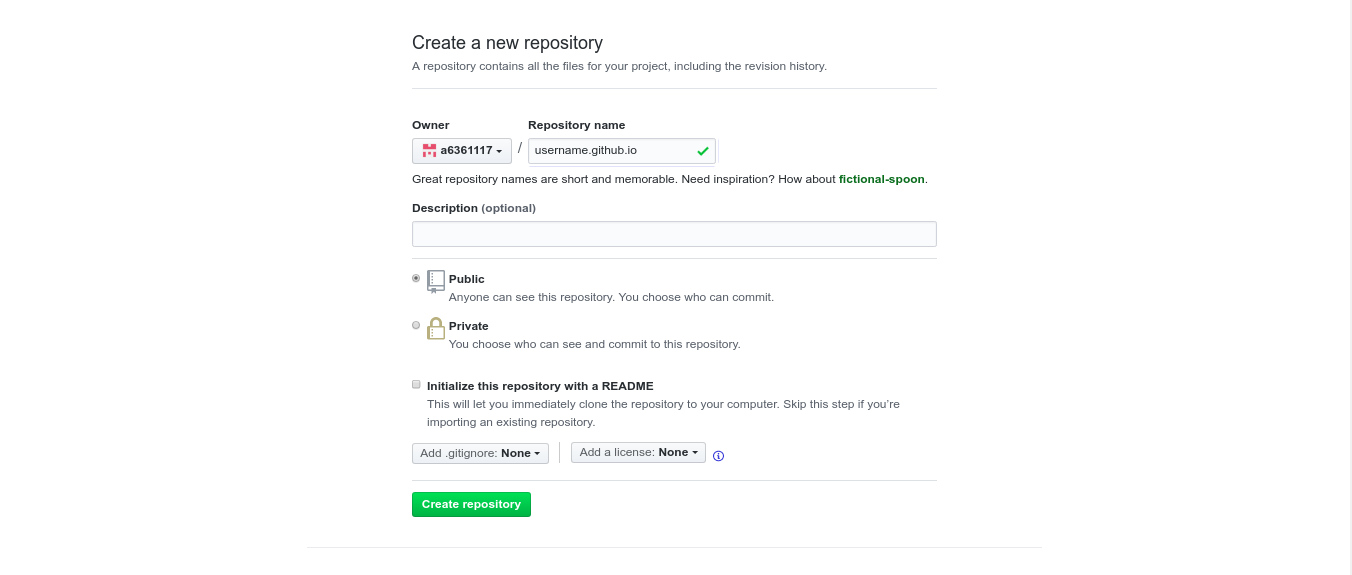 Create a new repository
A repository contains all the files for your project, including the revision history.
Owner Repository name
a6361117 / username.github.io
Great repository names are short and memorable. Need inspiration? How about fictional-spoon.
Description (optional)
Public
Anyone can see this repository. You choose who can commit.
Private
You choose who can see and commit to this repository.
Initialize this repository with a README
This will let you immediately clone the repository to your computer. Skip this step if you’re
importing an existing repository.
Add .gitignore: None Add a license: None
Create repository